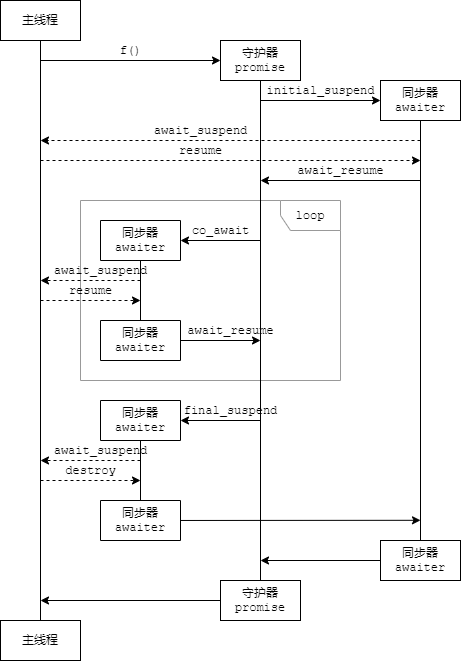 主线程
f()
守护器
promise
initial_suspend
同步器
awaiter
await_suspend
resume
await_resume
loop
同步器
awaiter
co_await
await_suspend
resume
同步器
awaiter
await_resume
同步器
awaiter
final_suspend
await_suspend
destroy
同步器
awaiter
同步器
awaiter
守护器
promise
主线程